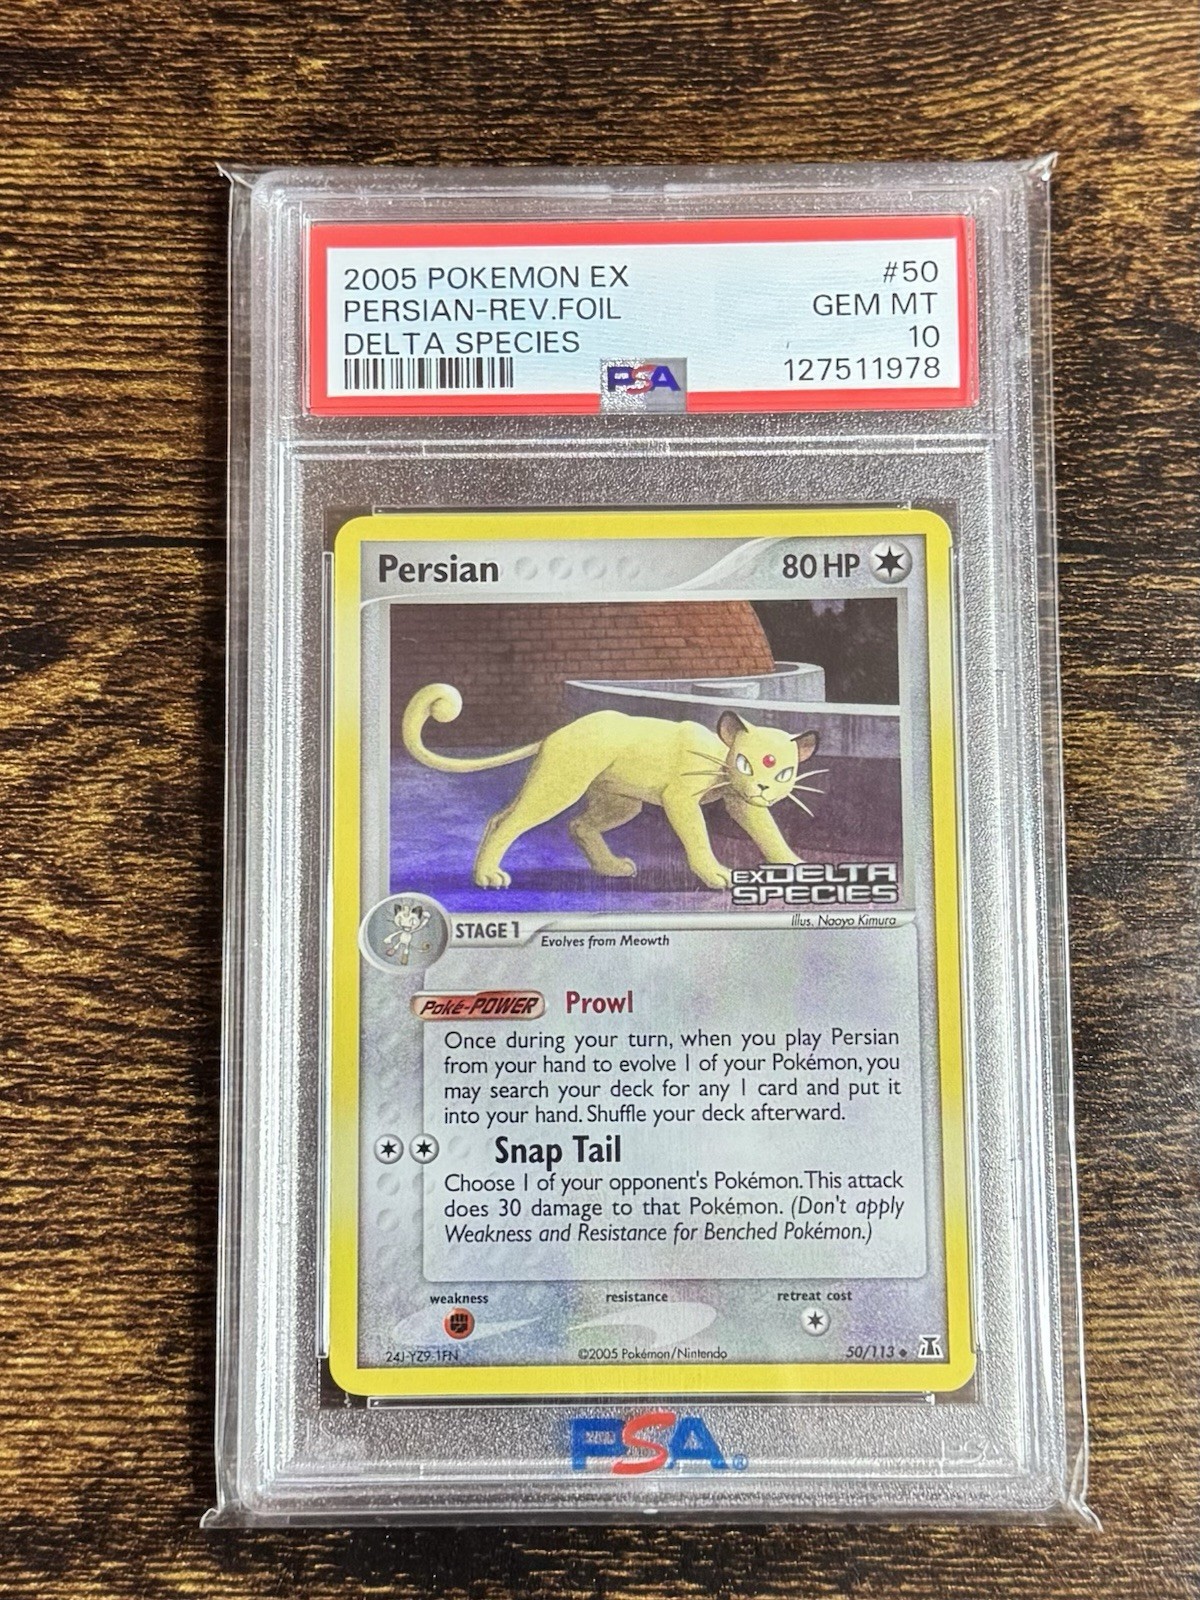 2005 POKEMON EX #50
PERSIAN-REV.FOIL GEM MT
DELTA SPECIES 10
127511978
PSA
Persian 80 HP
EX DELTA
SPECIES
STAGE 1
Illus. Naoyo Kimura
Evolves from Meowth
Poké-POWER Prowl
Once during your turn, when you play Persian
from your hand to evolve 1 of your Pokémon, you
may search your deck for any 1 card and put it
into your hand. Shuffle your deck afterward.
Snap Tail
Choose 1 of your opponent's Pokémon. This attack
does 30 damage to that Pokémon. (Don't apply
Weakness and Resistance for Benched Pokémon.)
weakness resistance retreat cost
24J-YZ9-1FN ©2005 Pokémon/Nintendo 50/113
PSA®